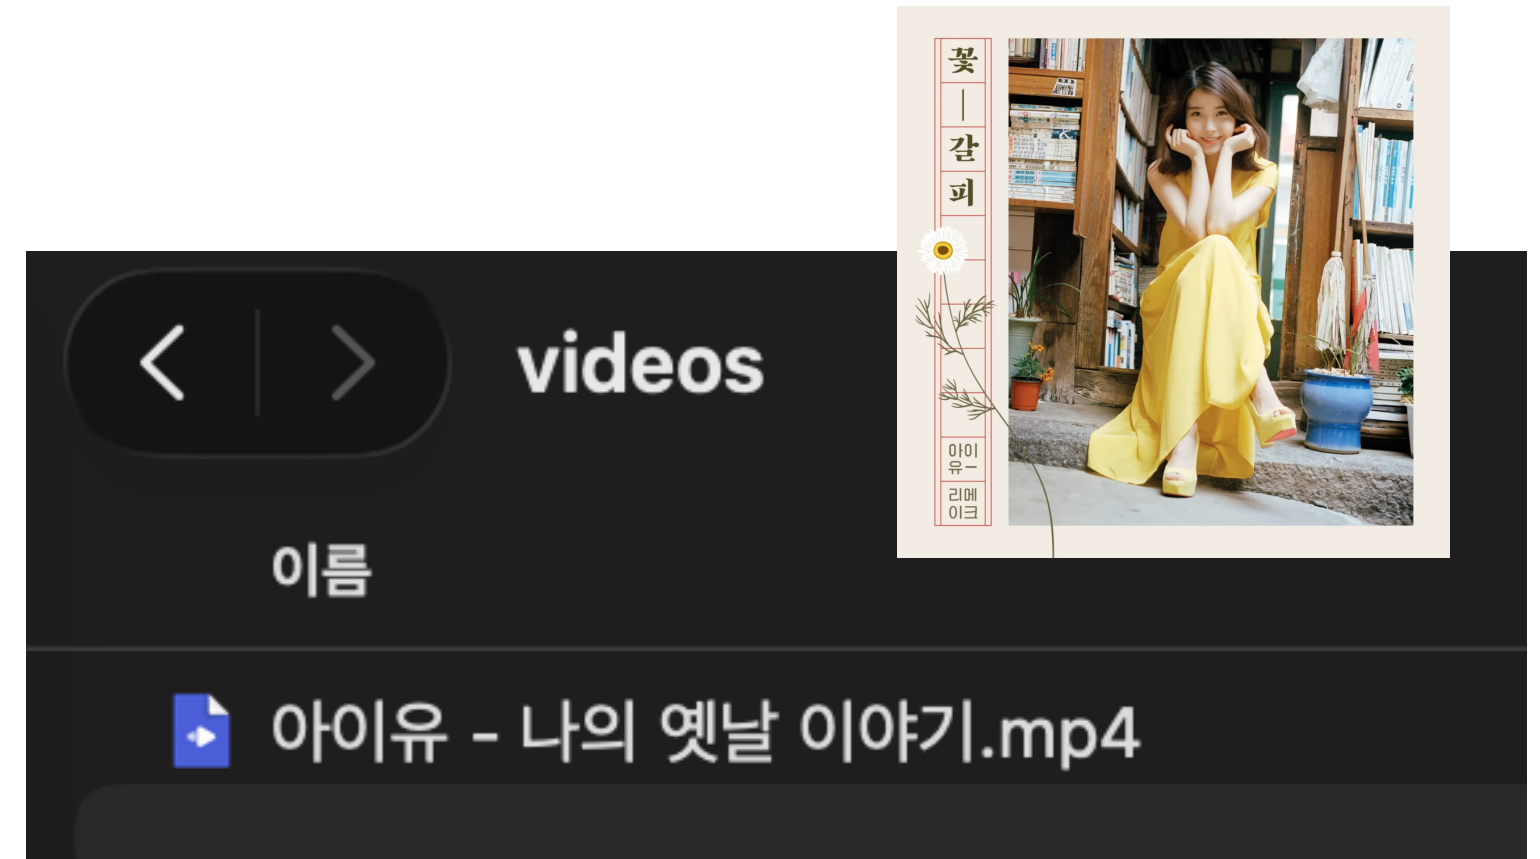 꽃
갈
피
아이
유ㅡ
리메
이크
videos
이름
아이유 - 나의 옛날 이야기.mp4